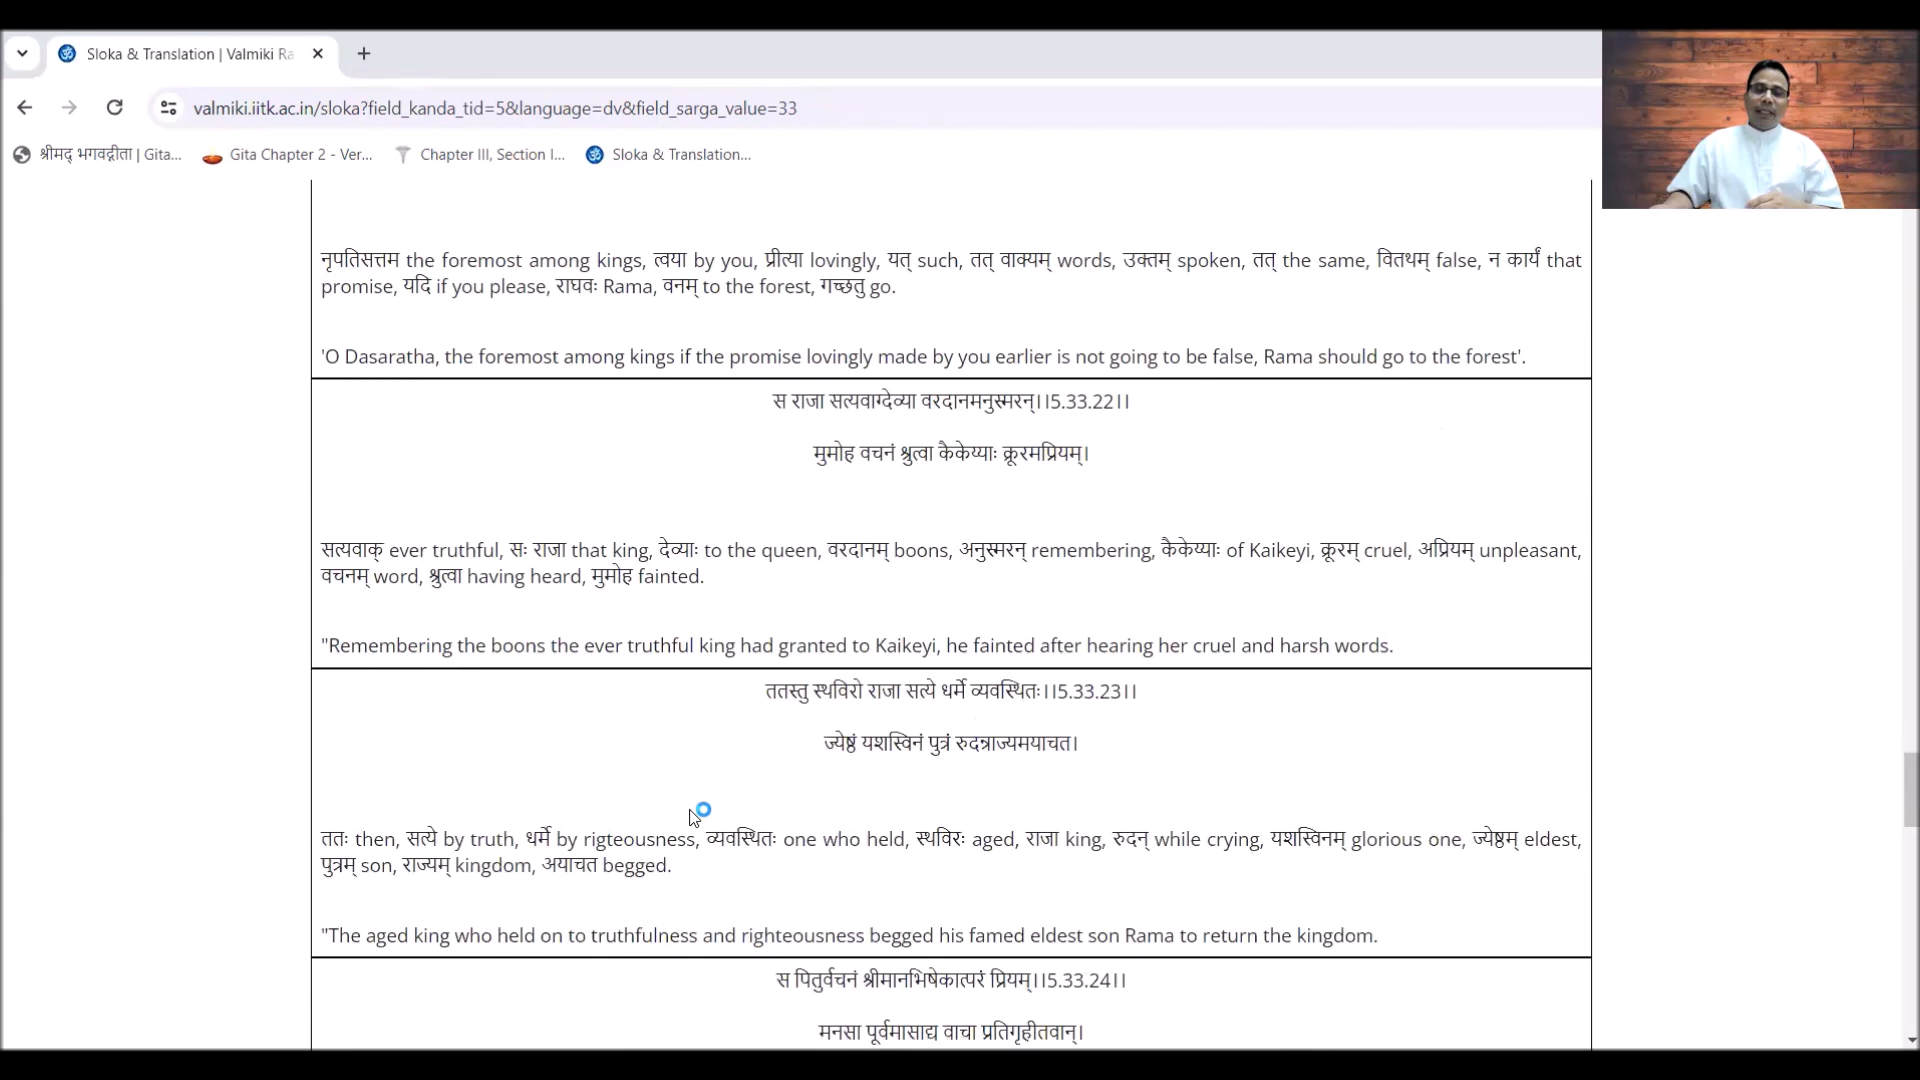 Sloka & Translation | Valmiki Ra
valmiki.iitk.ac.in/sloka?field_kanda_tid=5&language=dv&field_sarga_value=33
श्रीमद् भगवद्गीता | Gita...
Gita Chapter 2 - Ver...
Chapter III, Section I...
Sloka & Translation...
नृपतिसत्तम the foremost among kings, त्वया by you, प्रीत्या lovingly, यत् such, तत् वाक्यम् words, उक्तम् spoken, तत् the same, वितथम् false, न कार्यं that
promise, यदि if you please, राघवः Rama, वनम् to the forest, गच्छतु go.
'O Dasaratha, the foremost among kings if the promise lovingly made by you earlier is not going to be false, Rama should go to the forest'.
स राजा सत्यवाग्देव्या वरदानमनुस्मरन्।।5.33.22।।
मुमोह वचनं श्रुत्वा कैकेय्याः क्रूरमप्रियम्।
सत्यवाक् ever truthful, सः राजा that king, देव्याः to the queen, वरदानम् boons, अनुस्मरन् remembering, कैकेय्याः of Kaikeyi, क्रूरम् cruel, अप्रियम् unpleasant,
वचनम् word, श्रुत्वा having heard, मुमोह fainted.
"Remembering the boons the ever truthful king had granted to Kaikeyi, he fainted after hearing her cruel and harsh words.
ततस्तु स्थविरो राजा सत्ये धर्मे व्यवस्थितः।।5.33.23।।
ज्येष्ठं यशस्विनं पुत्रं रुदन्राज्यमयाचत।
ततः then, सत्ये by truth, धर्मे by rigteousness, व्यवस्थितः one who held, स्थविरः aged, राजा king, रुदन् while crying, यशस्विनम् glorious one, ज्येष्ठम् eldest,
पुत्रम् son, राज्यम् kingdom, अयाचत begged.
"The aged king who held on to truthfulness and righteousness begged his famed eldest son Rama to return the kingdom.
स पितुर्वचनं श्रीमानभिषेकात्परं प्रियम्।।5.33.24।।
मनसा पूर्वमासाद्य वाचा प्रतिगृहीतवान्।